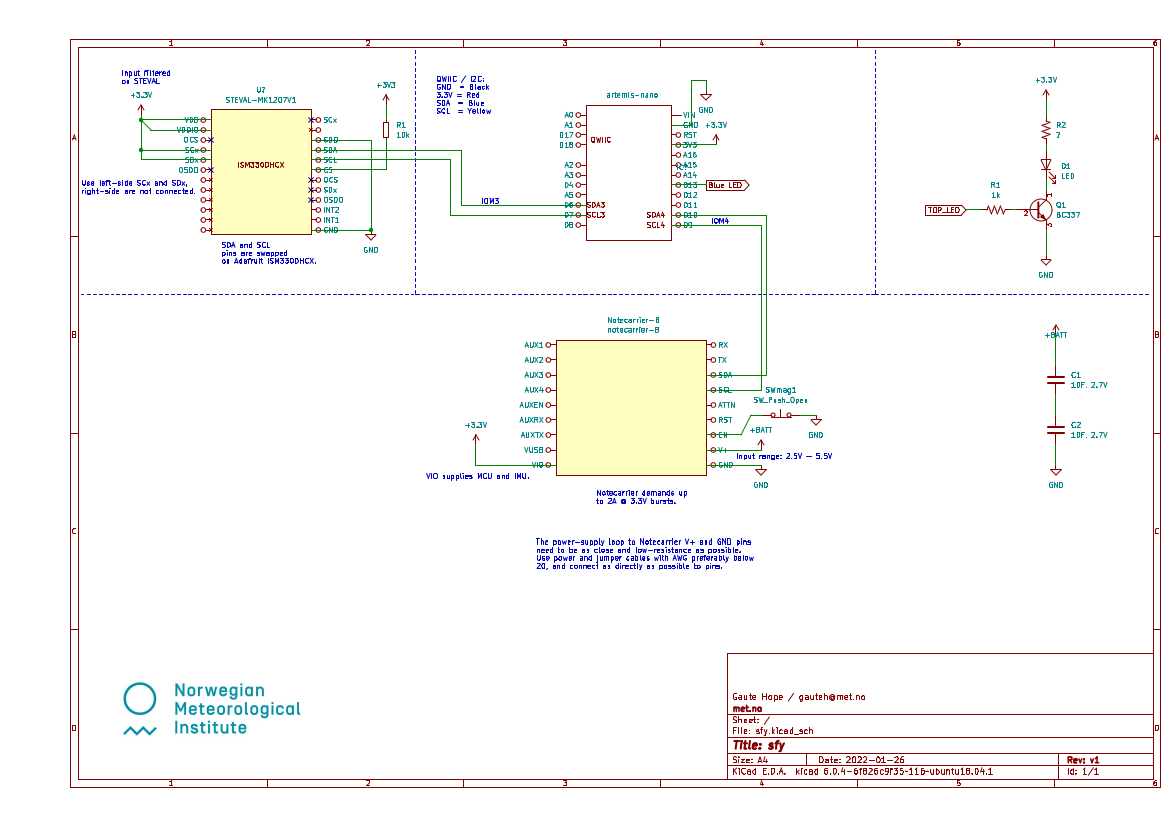 1 2 3 4 5 6
Input filtered
on STEVAL
+3.3V
U?
STEVAL-MK1207V1
ISM330DHCX
VDD
VDDIO
OCS
SCx
SDx
OSDO
SCx
SDO
SDA
SCL
CS
OCS
SDx
OSDO
INT2
INT1
GND
+3V3
R1
10k
GND
Use left-side SCx and SDx,
right-side are not connected.
SDA and SCL
pins are swapped
on Adafruit ISM330DHCX.
QWIIC / I2C:
GND = Black
3.3V = Red
SDA = Blue
SCL = Yellow
IOM3
artemis-nano
QWIIC
A0
A1
D17
D18
A2
A3
D4
A5
D6 SDA3
D7 SCL3
D8
VIN
GND
RST
3V3
A16
A15
A14
D13
D12
D11
SDA4 D10
SCL4 D9
GND
+3.3V
Blue LED
IOM4
+3.3V
R2
7
D1
LED
R1
1k
TOP_LED
1
2
3
Q1
BC337
GND
Notecarrier-B
notecarrier-B
AUX1
AUX2
AUX3
AUX4
AUXEN
AUXRX
AUXTX
VUSB
VIO
RX
TX
SDA
SCL
ATTN
RST
EN
V+
GND
+3.3V
VIO supplies MCU and IMU.
SWmag1
SW_Push_Open
GND
+BATT
Input range: 2.5V – 5.5V
GND
Notecarrier demands up
to 2A @ 3.3V bursts.
The power-supply loop to Notecarrier V+ and GND pins
need to be as close and low-resistance as possible.
Use power and jumper cables with AWG preferably below
20, and connect as directly as possible to pins.
+BATT
C1
10F. 2.7V
C2
10F. 2.7V
GND
A A
B B
C C
D D
Norwegian
Meteorological
Institute
Gaute Hope / gauteh@met.no
met.no
Sheet: /
File: sfy.kicad_sch
Title: sfy
Size: A4 Date: 2022-01-26 Rev: v1
KiCad E.D.A. kicad 6.0.4-6f826c9f35~116~ubuntu18.04.1 Id: 1/1
1 2 3 4 5 6